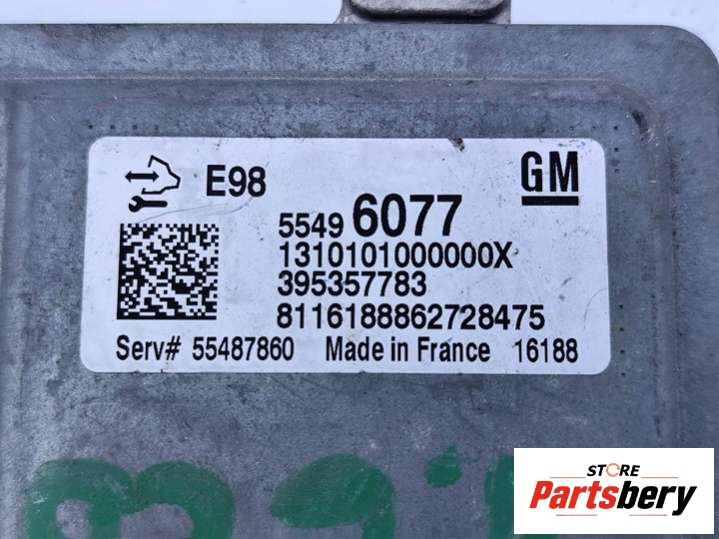 E98
GM
5549 6077
1310101000000X
395357783
8116188862728475
Serv# 55487860 Made in France 16188
STORE
Partsbery